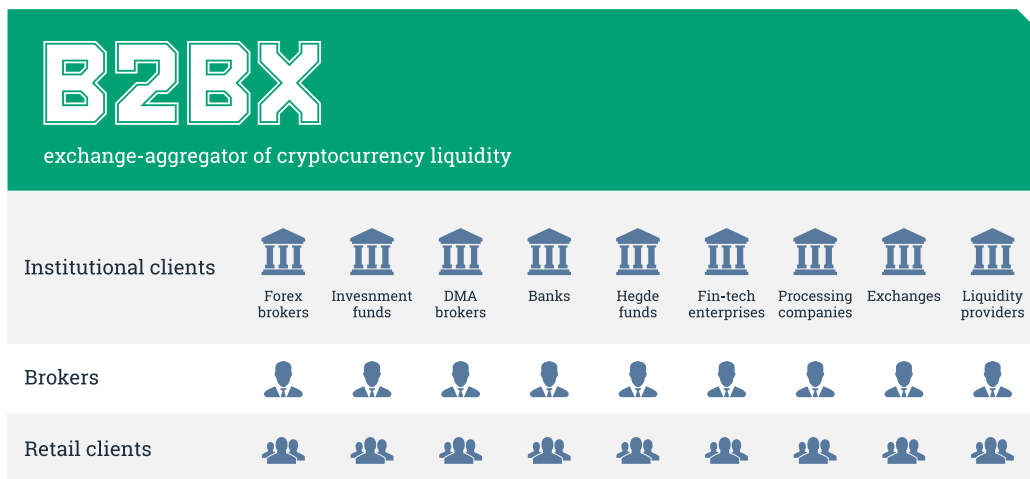 B2BX
exchange-aggregator of cryptocurrency liquidity
Institutional clients
Forex
brokers
Invesnment
funds
DMA
brokers
Banks
Hegde
funds
Fin-tech
enterprises
Processing
companies
Exchanges
Liquidity
providers
Brokers
Retail clients